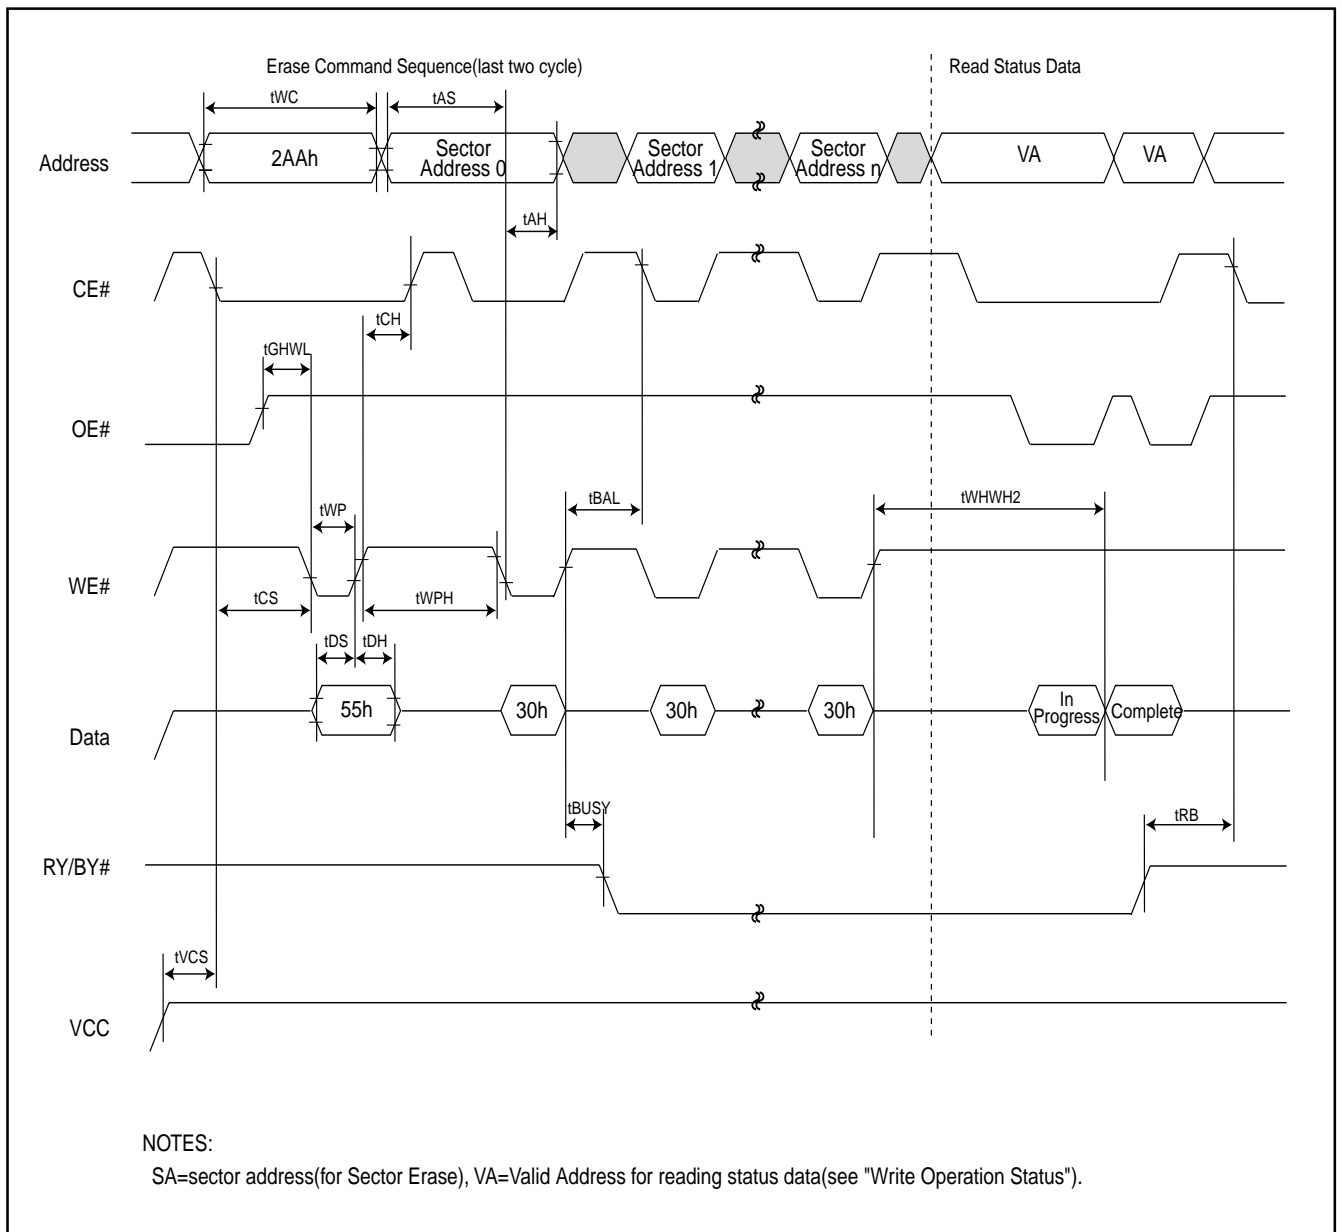 Erase Command Sequence(last two cycle)
Read Status Data
tWC
tAS
Address
2AAh
Sector
Address 0
Sector
Address 1
Sector
Address n
VA
VA
tAH
CE#
tCH
tGHWL
OE#
tWP
tBAL
tWHWH2
WE#
tCS
tWPH
tDS
tDH
Data
55h
30h
30h
30h
In
Progress
Complete
tBUSY
tRB
RY/BY#
tVCS
VCC
NOTES:
SA=sector address(for Sector Erase), VA=Valid Address for reading status data(see "Write Operation Status").